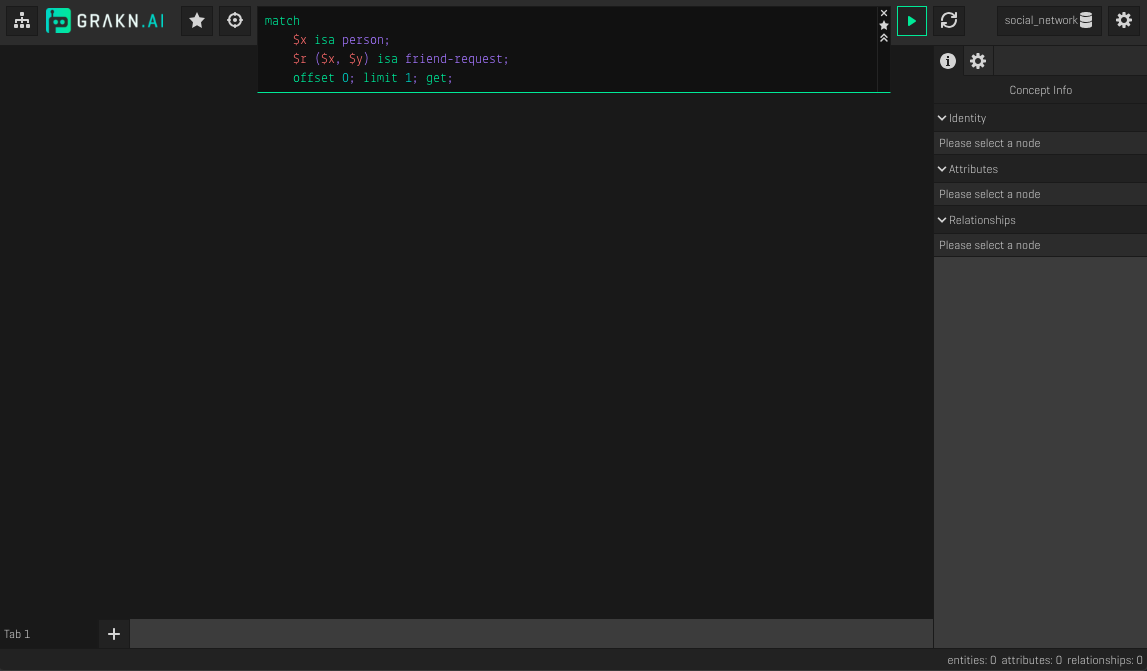 GRAKN.AI
match
$x isa person;
$r ($x, $y) isa friend-request;
offset 0; limit 1; get;
social_network
Concept Info
Identity
Please select a node
Attributes
Please select a node
Relationships
Please select a node
Tab 1
entities: 0 attributes: 0 relationships: 0